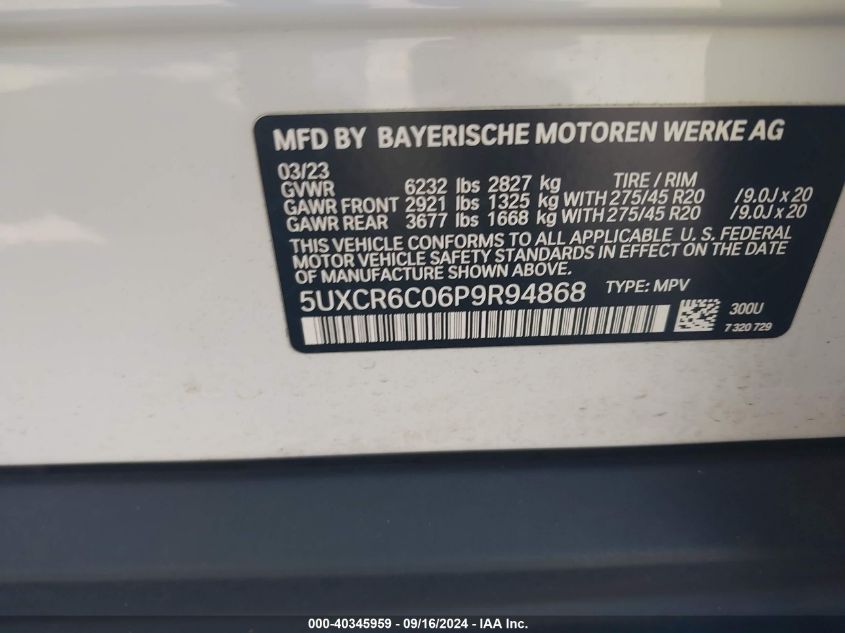 MFD BY BAYERISCHE MOTOREN WERKE AG
03/23 TIRE / RIM
GVWR 6232 lbs 2827 kg
GAWR FRONT 2921 lbs 1325 kg WITH 275/45 R20 /9.0J x 20
GAWR REAR 3677 lbs 1668 kg WITH 275/45 R20 /9.0J x 20
THIS VEHICLE CONFORMS TO ALL APPLICABLE U. S. FEDERAL
MOTOR VEHICLE SAFETY STANDARDS IN EFFECT ON THE DATE
OF MANUFACTURE SHOWN ABOVE.
5UXCR6C06P9R94868 TYPE: MPV
300U
7 320 729
000-40345959 - 09/16/2024 - IAA Inc.